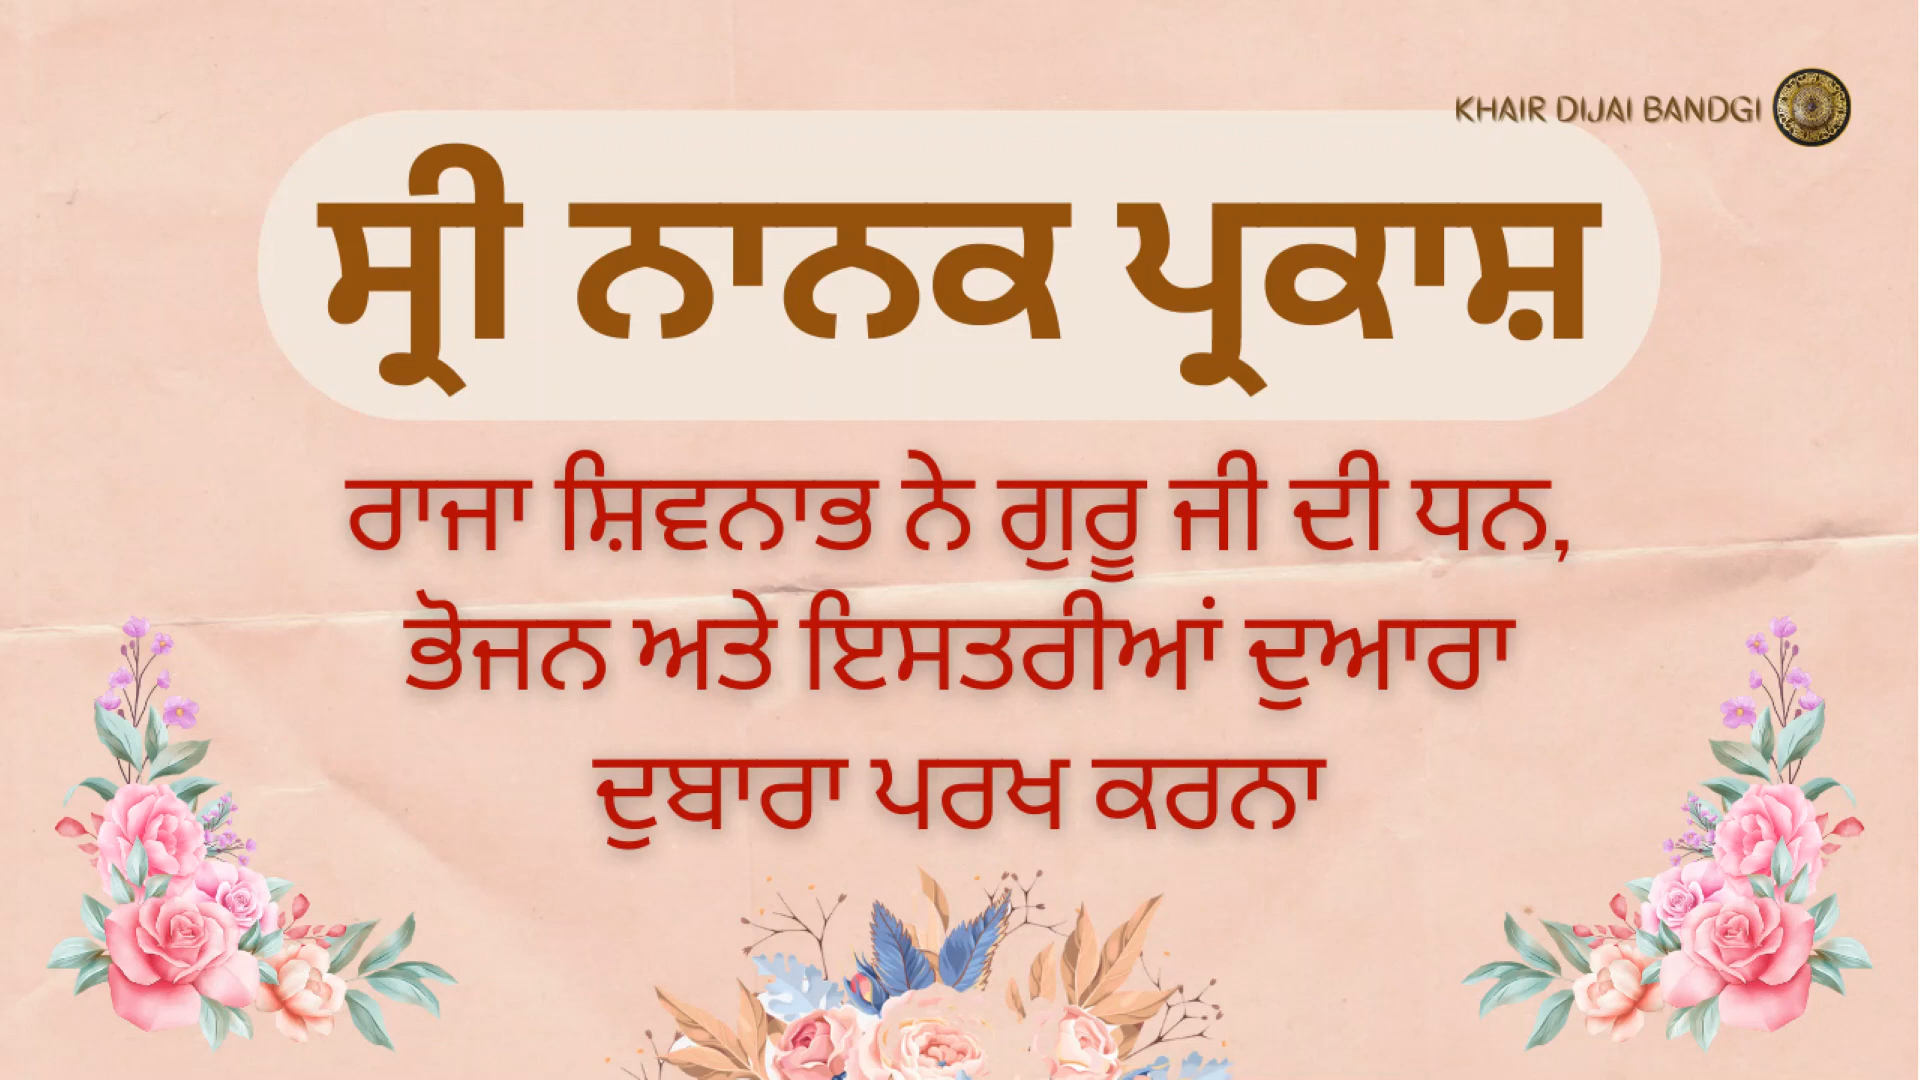 KHAIR DIJAI BANDGI
ਸ੍ਰੀ ਨਾਨਕ ਪ੍ਰਕਾਸ਼
ਰਾਜਾ ਸ਼ਿਵਨਾਭ ਨੇ ਗੁਰੂ ਜੀ ਦੀ ਧਨ,
ਭੋਜਨ ਅਤੇ ਇਸਤਰੀਆਂ ਦੁਆਰਾ
ਦੁਬਾਰਾ ਪਰਖ ਕਰਨਾ